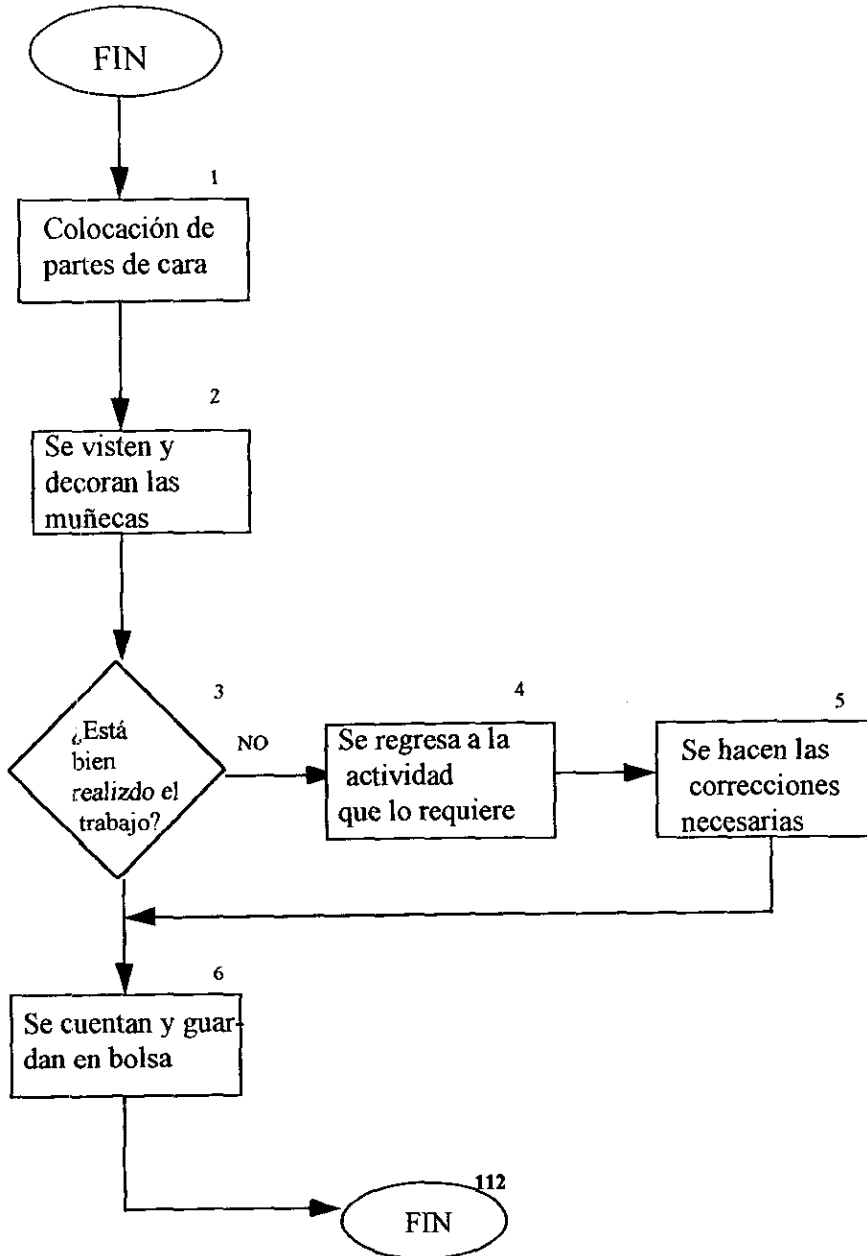 FIN
1
Colocación de
partes de cara
2
Se visten y
decoran las
muñecas
3
¿Está
bien
realizdo el
trabajo?
NO
4
Se regresa a la
actividad
que lo requiere
5
Se hacen las
correcciones
necesarias
6
Se cuentan y guar-
dan en bolsa
112
FIN